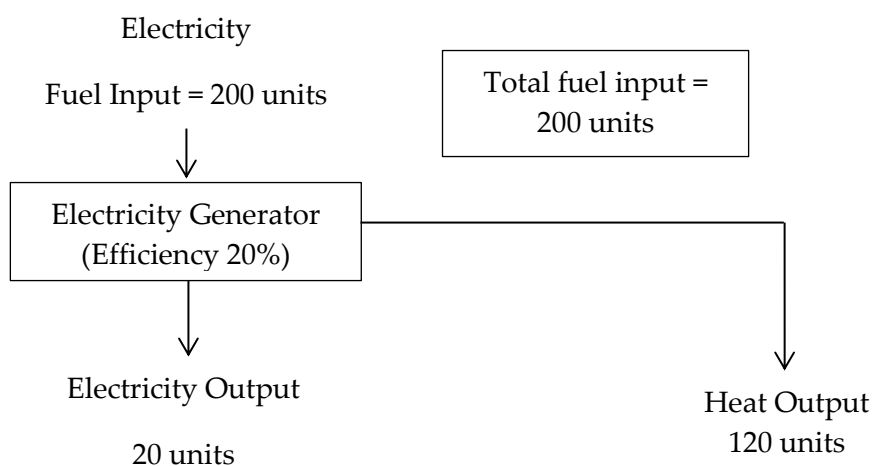 Electricity
Fuel Input = 200 units
Total fuel input =
200 units
Electricity Generator
(Efficiency 20%)
Electricity Output
20 units
Heat Output
120 units